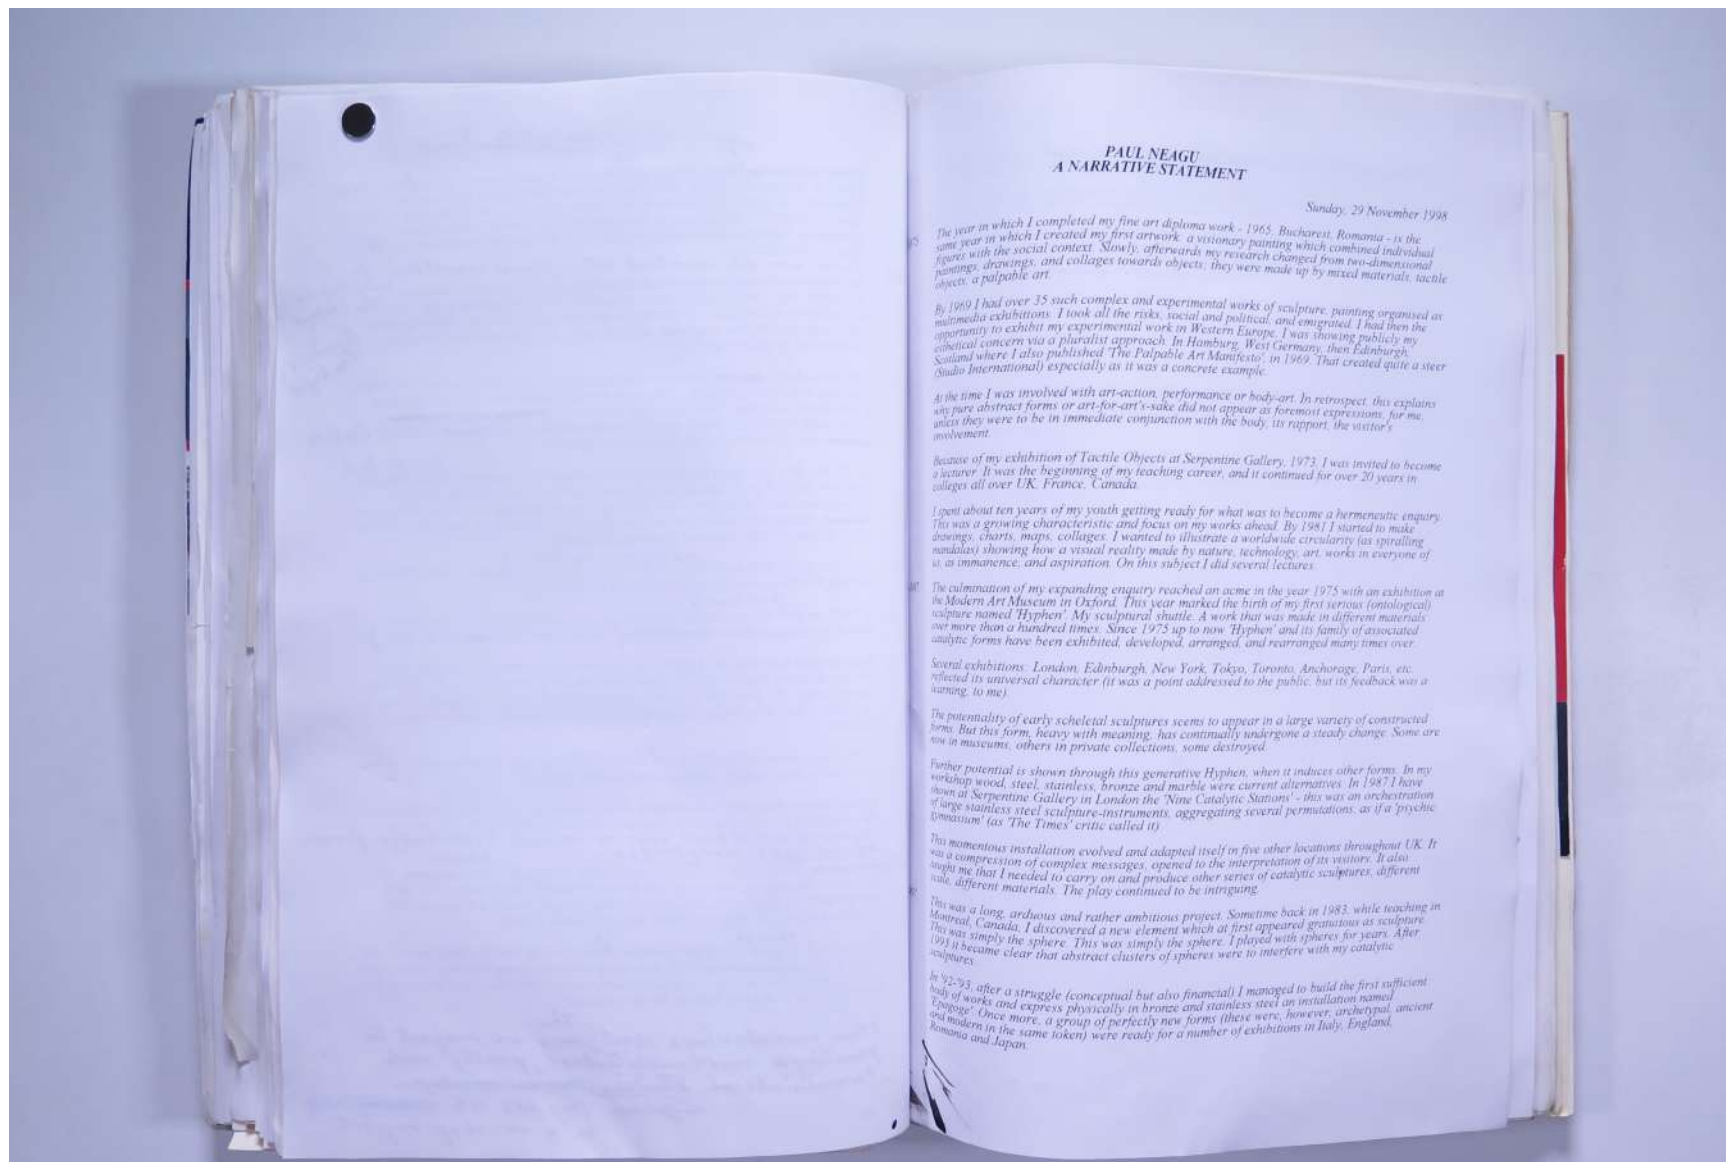 PAUL NEAGU
A NARRATIVE STATEMENT
Sunday, 29 November 1998
The year in which I completed my fine art diploma work - 1965, Bucharest, Romania - is the
same year in which I created my first artwork: a visionary painting which combined individual
figures with the social context. Slowly, afterwards my research changed from two-dimensional
paintings, drawings, and collages towards objects; they were made up by mixed materials, tactile
objects, a palpable art.
By 1969 I had over 35 such complex and experimental works of sculpture, painting organised as
multimedia exhibitions. I took all the risks, social and political, and emigrated. I had then the
opportunity to exhibit my experimental work in Western Europe, I was showing publicly my
esthetical concern via a pluralist approach. In Hamburg, West Germany, then Edinburgh,
Scotland where I also published 'The Palpable Art Manifesto', in 1969. That created quite a steer
(Studio International) especially as it was a concrete example.
At the time I was involved with art-action, performance or body-art. In retrospect, this explains
why pure abstract forms or art-for-art's-sake did not appear as foremost expressions, for me,
unless they were to be in immediate conjunction with the body, its rapport, the visitor's
involvement.
Because of my exhibition of Tactile Objects at Serpentine Gallery, 1973, I was invited to become
a lecturer. It was the beginning of my teaching career, and it continued for over 20 years in
colleges all over UK, France, Canada.
I spent about ten years of my youth getting ready for what was to become a hermeneutic enquiry.
This was a growing characteristic and focus on my works ahead. By 1981 I started to make
drawings, charts, maps, collages. I wanted to illustrate a worldwide circularity (as spiralling
mandalas) showing how a visual reality made by nature, technology, art, works in everyone of
us, as immanence, and aspiration. On this subject I did several lectures.
The culmination of my expanding enquiry reached an acme in the year 1975 with an exhibition at
the Modern Art Museum in Oxford. This year marked the birth of my first serious (ontological)
sculpture named 'Hyphen'. My sculptural shuttle. A work that was made in different materials
over more than a hundred times. Since 1975 up to now 'Hyphen' and its family of associated
catalytic forms have been exhibited, developed, arranged, and rearranged many times over.
Several exhibitions: London, Edinburgh, New York, Tokyo, Toronto, Anchorage, Paris, etc.
reflected its universal character (it was a point addressed to the public, but its feedback was a
learning, to me).
The potentiality of early scheletal sculptures seems to appear in a large variety of constructed
forms. But this form, heavy with meaning, has continually undergone a steady change. Some are
now in museums, others in private collections, some destroyed.
Further potential is shown through this generative Hyphen, when it induces other forms. In my
workshop wood, steel, stainless, bronze and marble were current alternatives. In 1987 I have
shown at Serpentine Gallery in London the 'Nine Catalytic Stations' - this was an orchestration
of large stainless steel sculpture-instruments, aggregating several permutations; as if a 'psychic
gymnasium' (as 'The Times' critic called it)
This momentous installation evolved and adapted itself in five other locations throughout UK. It
was a compression of complex messages, opened to the interpretation of its visitors. It also
taught me that I needed to carry on and produce other series of catalytic sculptures, different
scale, different materials. The play continued to be intriguing.
This was a long, arduous and rather ambitious project. Sometime back in 1983, while teaching in
Montreal, Canada, I discovered a new element which at first appeared gratuitous as sculpture.
This was simply the sphere. This was simply the sphere. I played with spheres for years. After
1993 it became clear that abstract clusters of spheres were to interfere with my catalytic
sculptures.
In '92-'93, after a struggle (conceptual but also financial) I managed to build the first sufficient
body of works and express physically in bronze and stainless steel an installation named
'Epagoge'. Once more, a group of perfectly new forms (these were, however, archetypal, ancient
and modern in the same token) were ready for a number of exhibitions in Italy, England,
Romania and Japan.